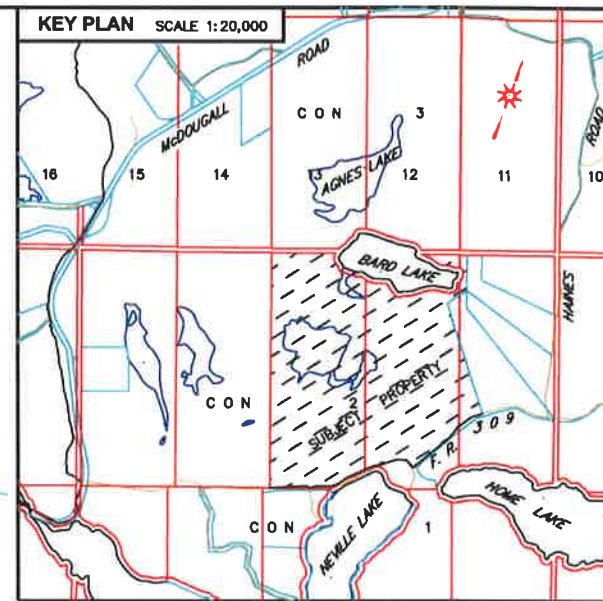 KEY PLAN SCALE 1:20,000
McDOUGALL ROAD
CON 3
16 15 14 13 12 11 10
AGNES LAKE
ROAD
BARD LAKE
HAINES
CON 2
SUBJECT PROPERTY
F. R. 309
CON 1
NEVILLE LAKE
HOME LAKE